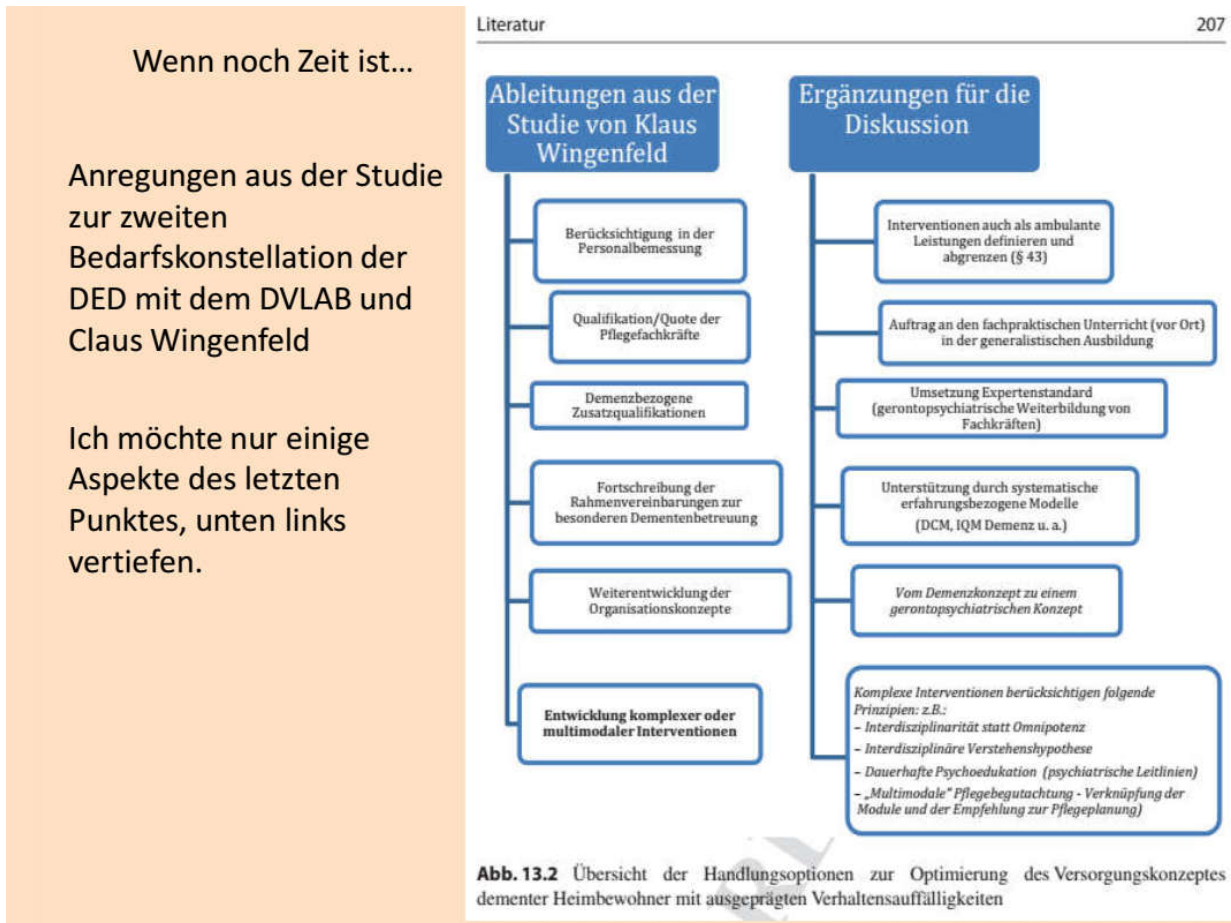 Wenn noch Zeit ist...
Anregungen aus der Studie
zur zweiten
Bedarfskonstellation der
DED mit dem DVLAB und
Claus Wingenfeld
Ich möchte nur einige
Aspekte des letzten
Punktes, unten links
vertiefen.
Literatur 207
Ableitungen aus der
Studie von Klaus
Wingenfeld
Berücksichtigung in der
Personalbemessung
Qualifikation/Quote der
Pflegefachkräfte
Demenzbezogene
Zusatzqualifikationen
Fortschreibung der
Rahmenvereinbarungen zur
besonderen Dementenbetreuung
Weiterentwicklung der
Organisationskonzepte
Entwicklung komplexer oder
multimodaler Interventionen
Ergänzungen für die
Diskussion
Interventionen auch als ambulante
Leistungen definieren und
abgrenzen (§ 43)
Auftrag an den fachpraktischen Unterricht (vor Ort)
in der generalistischen Ausbildung
Umsetzung Expertenstandard
(gerontopsychiatrische Weiterbildung von
Fachkräften)
Unterstützung durch systematische
erfahrungsbezogene Modelle
(DCM, IQM Demenz u. a.)
Vom Demenzkonzept zu einem
gerontopsychiatrischen Konzept
Komplexe Interventionen berücksichtigen folgende
Prinzipien: z.B.:
– Interdisziplinarität statt Omnipotenz
– Interdisziplinäre Verstehenshypothese
– Dauerhafte Psychoedukation (psychiatrische Leitlinien)
– „Multimodale" Pflegebegutachtung - Verknüpfung der
Module und der Empfehlung zur Pflegeplanung)
Abb. 13.2 Übersicht der Handlungsoptionen zur Optimierung des Versorgungskonzeptes
dementer Heimbewohner mit ausgeprägten Verhaltensauffälligkeiten